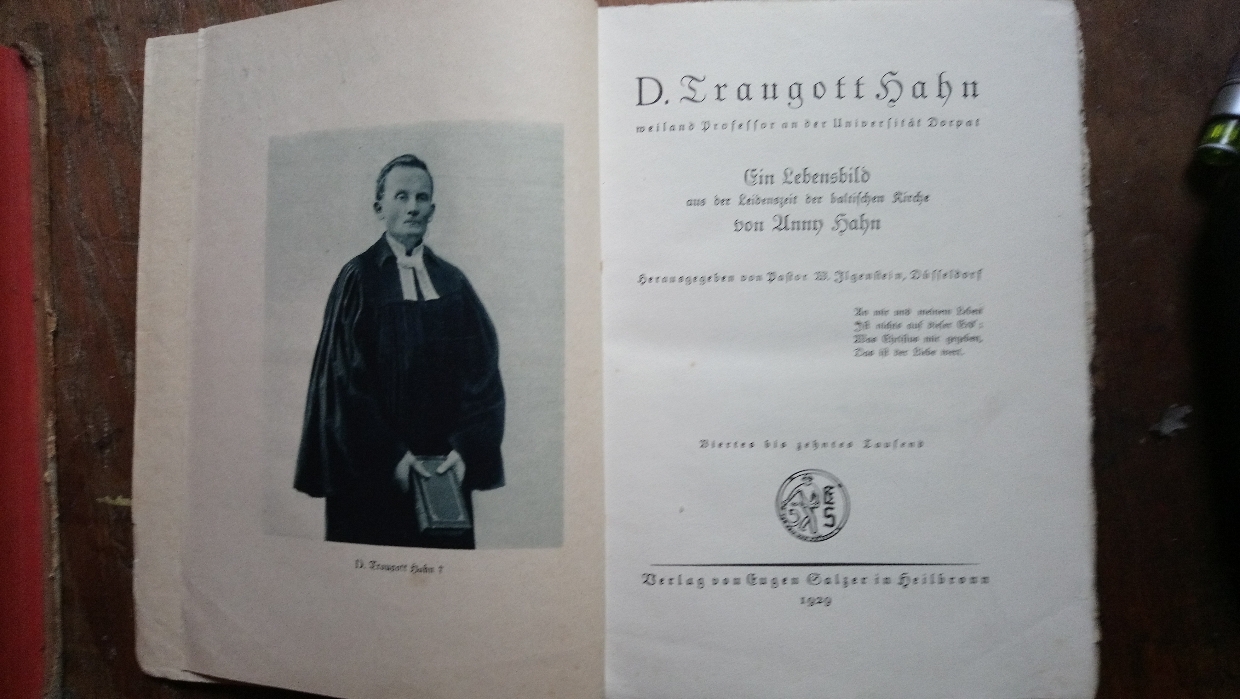 D. Traugott Hahn †
D. Traugott Hahn
weiland Professor an der Universität Dorpat
Ein Lebensbild
aus der Leidenszeit der baltischen Kirche
von Anny Hahn
Herausgegeben von Pastor W. Ilgenstein, Düsseldorf
An mir und meinem Leben
Ist nichts auf dieser Erd';
Was Christus mir gegeben,
Das ist der Liebe wert.
Viertes bis zehntes Tausend
ES
Verlag von Eugen Salzer in Heilbronn
1929